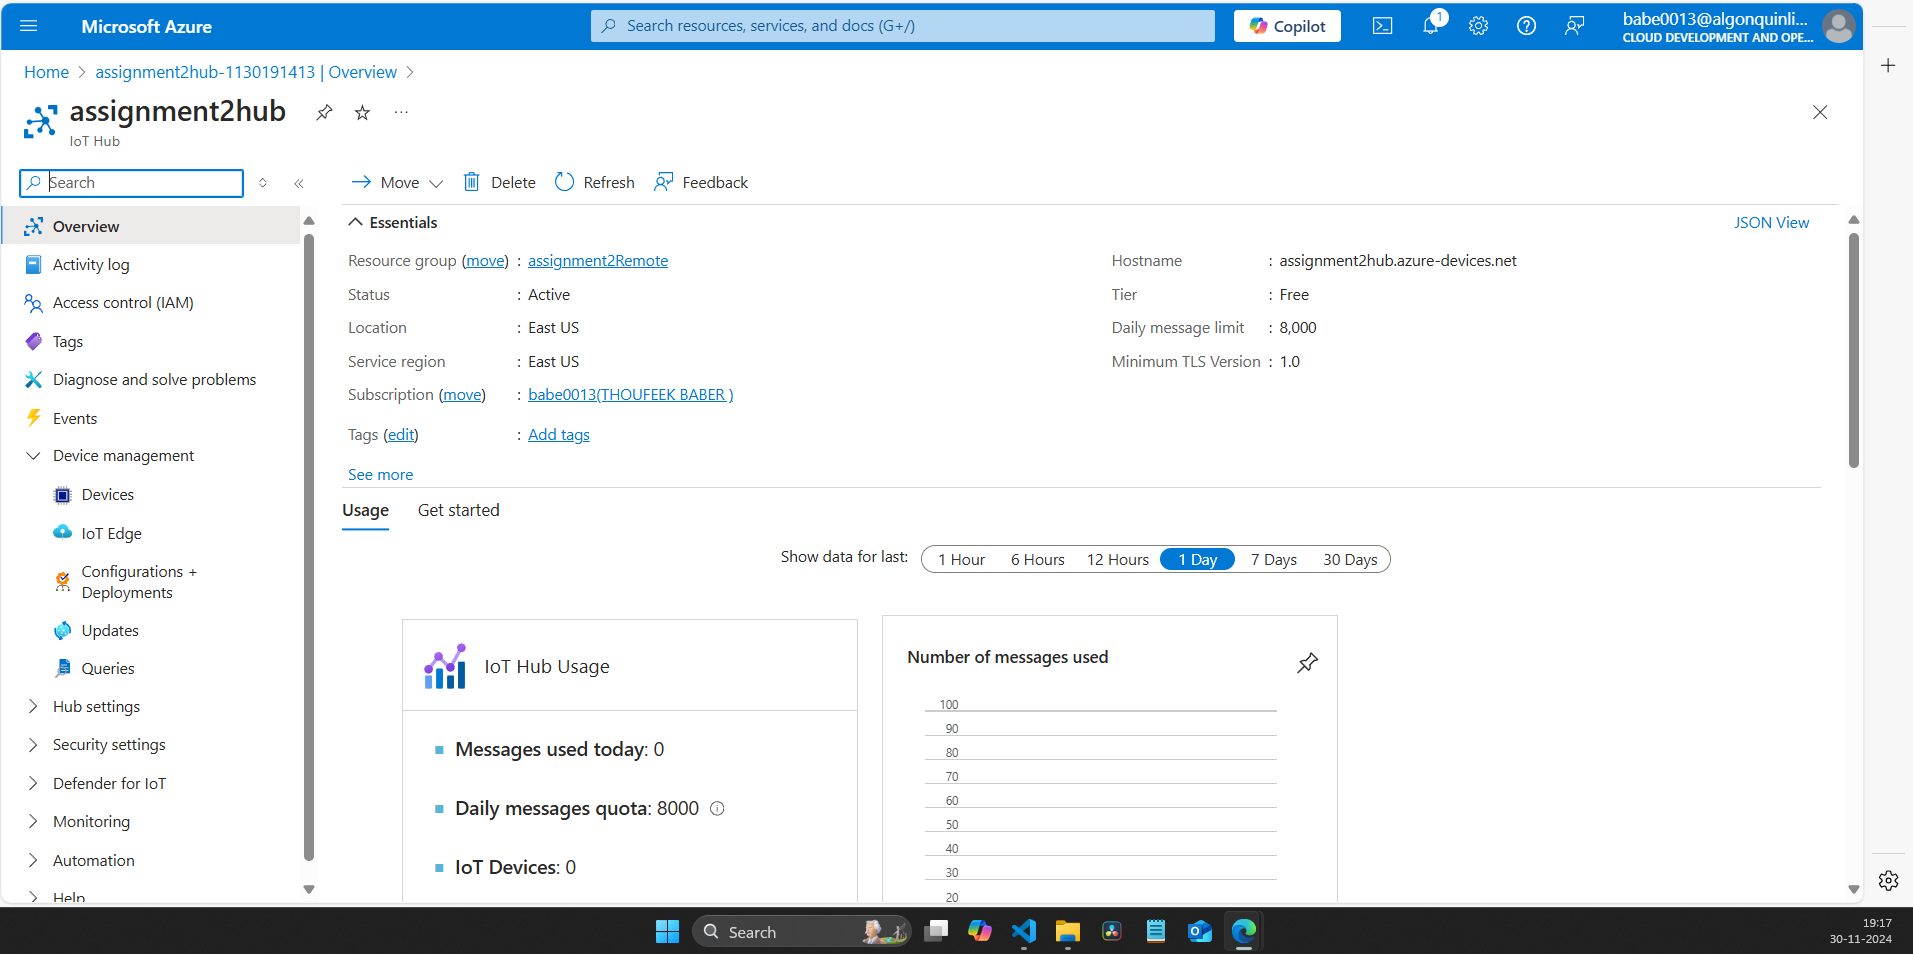 Microsoft Azure
Search resources, services, and docs (G+/)
Copilot
1
babe0013@algonquinli...
CLOUD DEVELOPMENT AND OPE...
Home > assignment2hub-1130191413 | Overview >
assignment2hub
IoT Hub
Search
Move
Delete
Refresh
Feedback
Overview
Activity log
Access control (IAM)
Tags
Diagnose and solve problems
Events
Device management
Devices
IoT Edge
Configurations +
Deployments
Updates
Queries
Hub settings
Security settings
Defender for IoT
Monitoring
Automation
Help
Essentials
JSON View
Resource group (move) : assignment2Remote
Status : Active
Location : East US
Service region : East US
Subscription (move) : babe0013(THOUFEEK BABER )
Tags (edit) : Add tags
See more
Hostname : assignment2hub.azure-devices.net
Tier : Free
Daily message limit : 8,000
Minimum TLS Version : 1.0
Usage
Get started
Show data for last: 1 Hour 6 Hours 12 Hours 1 Day 7 Days 30 Days
IoT Hub Usage
Messages used today: 0
Daily messages quota: 8000
IoT Devices: 0
Number of messages used
100
90
80
70
60
50
40
30
20
Search
19:17
30-11-2024